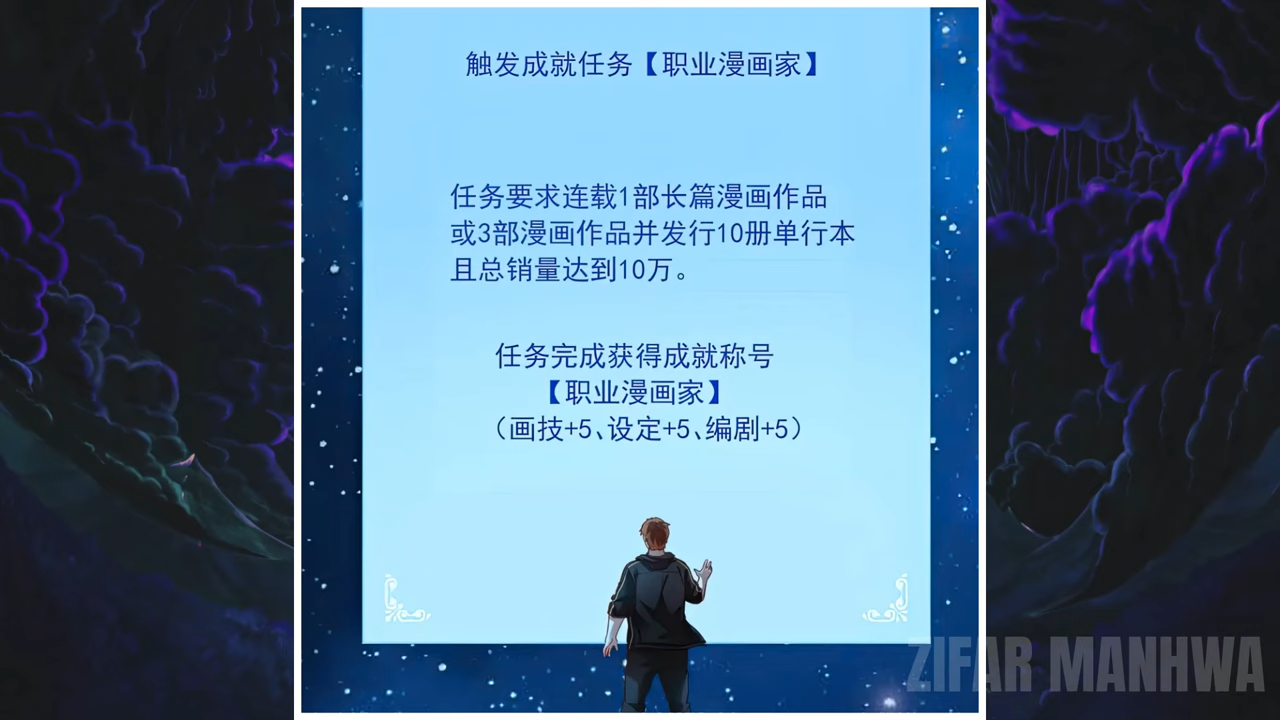 触发成就任务【职业漫画家】
任务要求连载1部长篇漫画作品
或3部漫画作品并发行10册单行本
且总销量达到10万。
任务完成获得成就称号
【职业漫画家】
（画技+5、设定+5、编剧+5）
ZIFAR MANHWA